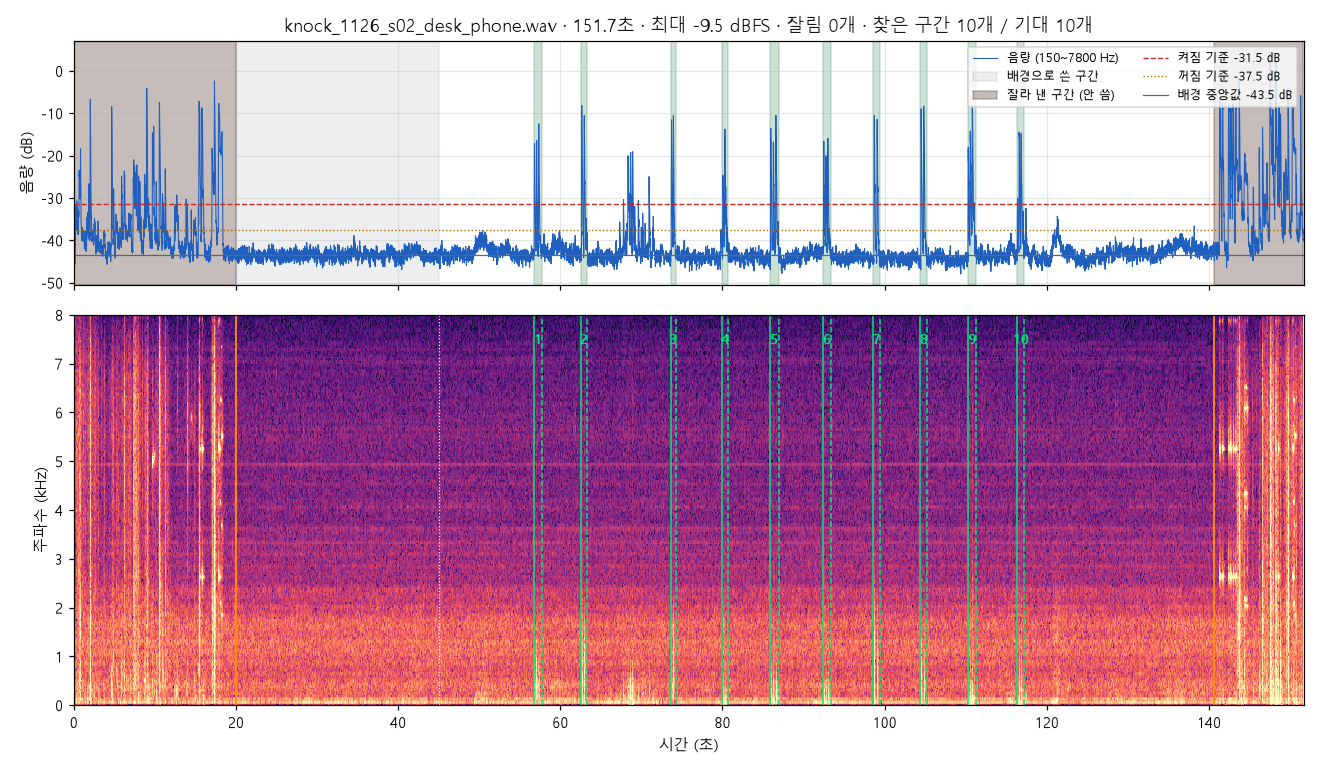 knock_1126_s02_desk_phone.wav · 151.7초 · 최대 -9.5 dBFS · 잘림 0개 · 찾은 구간 10개 / 기대 10개
음량 (dB)
0
-10
-20
-30
-40
-50
음량 (150~7800 Hz)
배경으로 쓴 구간
잘라 낸 구간 (안 씀)
켜짐 기준 -31.5 dB
꺼짐 기준 -37.5 dB
배경 중앙값 -43.5 dB
주파수 (kHz)
8
7
6
5
4
3
2
1
0
1 2 3 4 5 6 7 8 9 10
0 20 40 60 80 100 120 140
시간 (초)